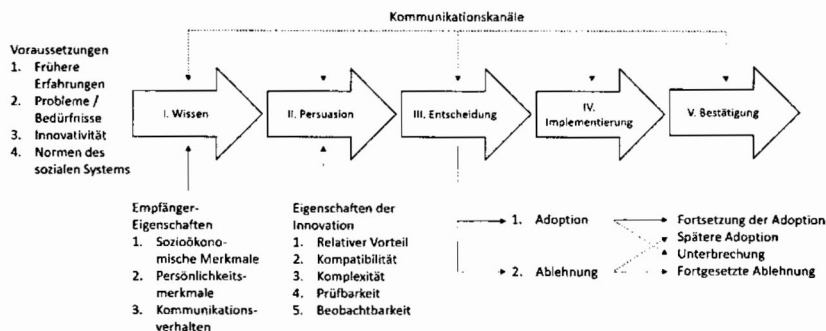 Kommunikationskanäle
Voraussetzungen
1. Frühere
Erfahrungen
2. Probleme /
Bedürfnisse
3. Innovativität
4. Normen des
sozialen Systems
I. Wissen
II. Persuasion
III. Entscheidung
IV.
Implementierung
V. Bestätigung
Empfänger-
Eigenschaften
1. Sozioökono-
mische Merkmale
2. Persönlichkeits-
merkmale
3. Kommunikations-
verhalten
Eigenschaften der
Innovation
1. Relativer Vorteil
2. Kompatibilität
3. Komplexität
4. Prüfbarkeit
5. Beobachtbarkeit
1. Adoption
2. Ablehnung
Fortsetzung der Adoption
Spätere Adoption
Unterbrechung
Fortgesetzte Ablehnung